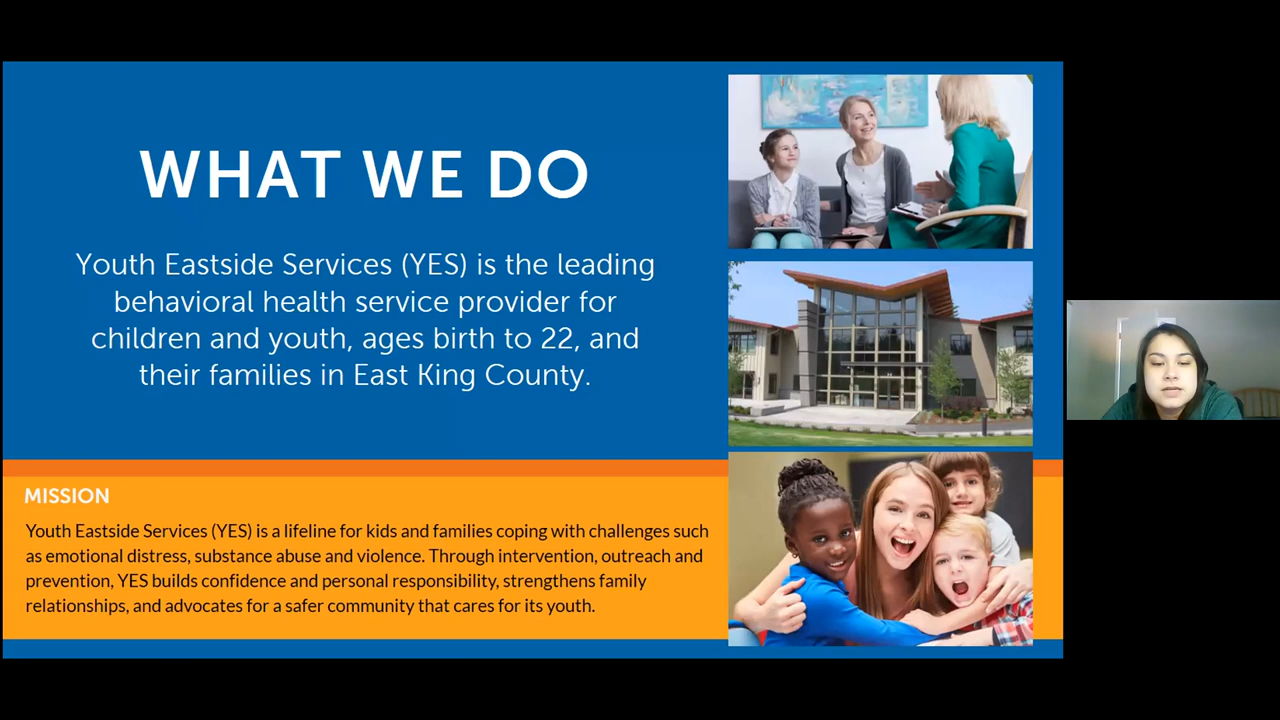 WHAT WE DO
Youth Eastside Services (YES) is the leading
behavioral health service provider for
children and youth, ages birth to 22, and
their families in East King County.
MISSION
Youth Eastside Services (YES) is a lifeline for kids and families coping with challenges such
as emotional distress, substance abuse and violence. Through intervention, outreach and
prevention, YES builds confidence and personal responsibility, strengthens family
relationships, and advocates for a safer community that cares for its youth.